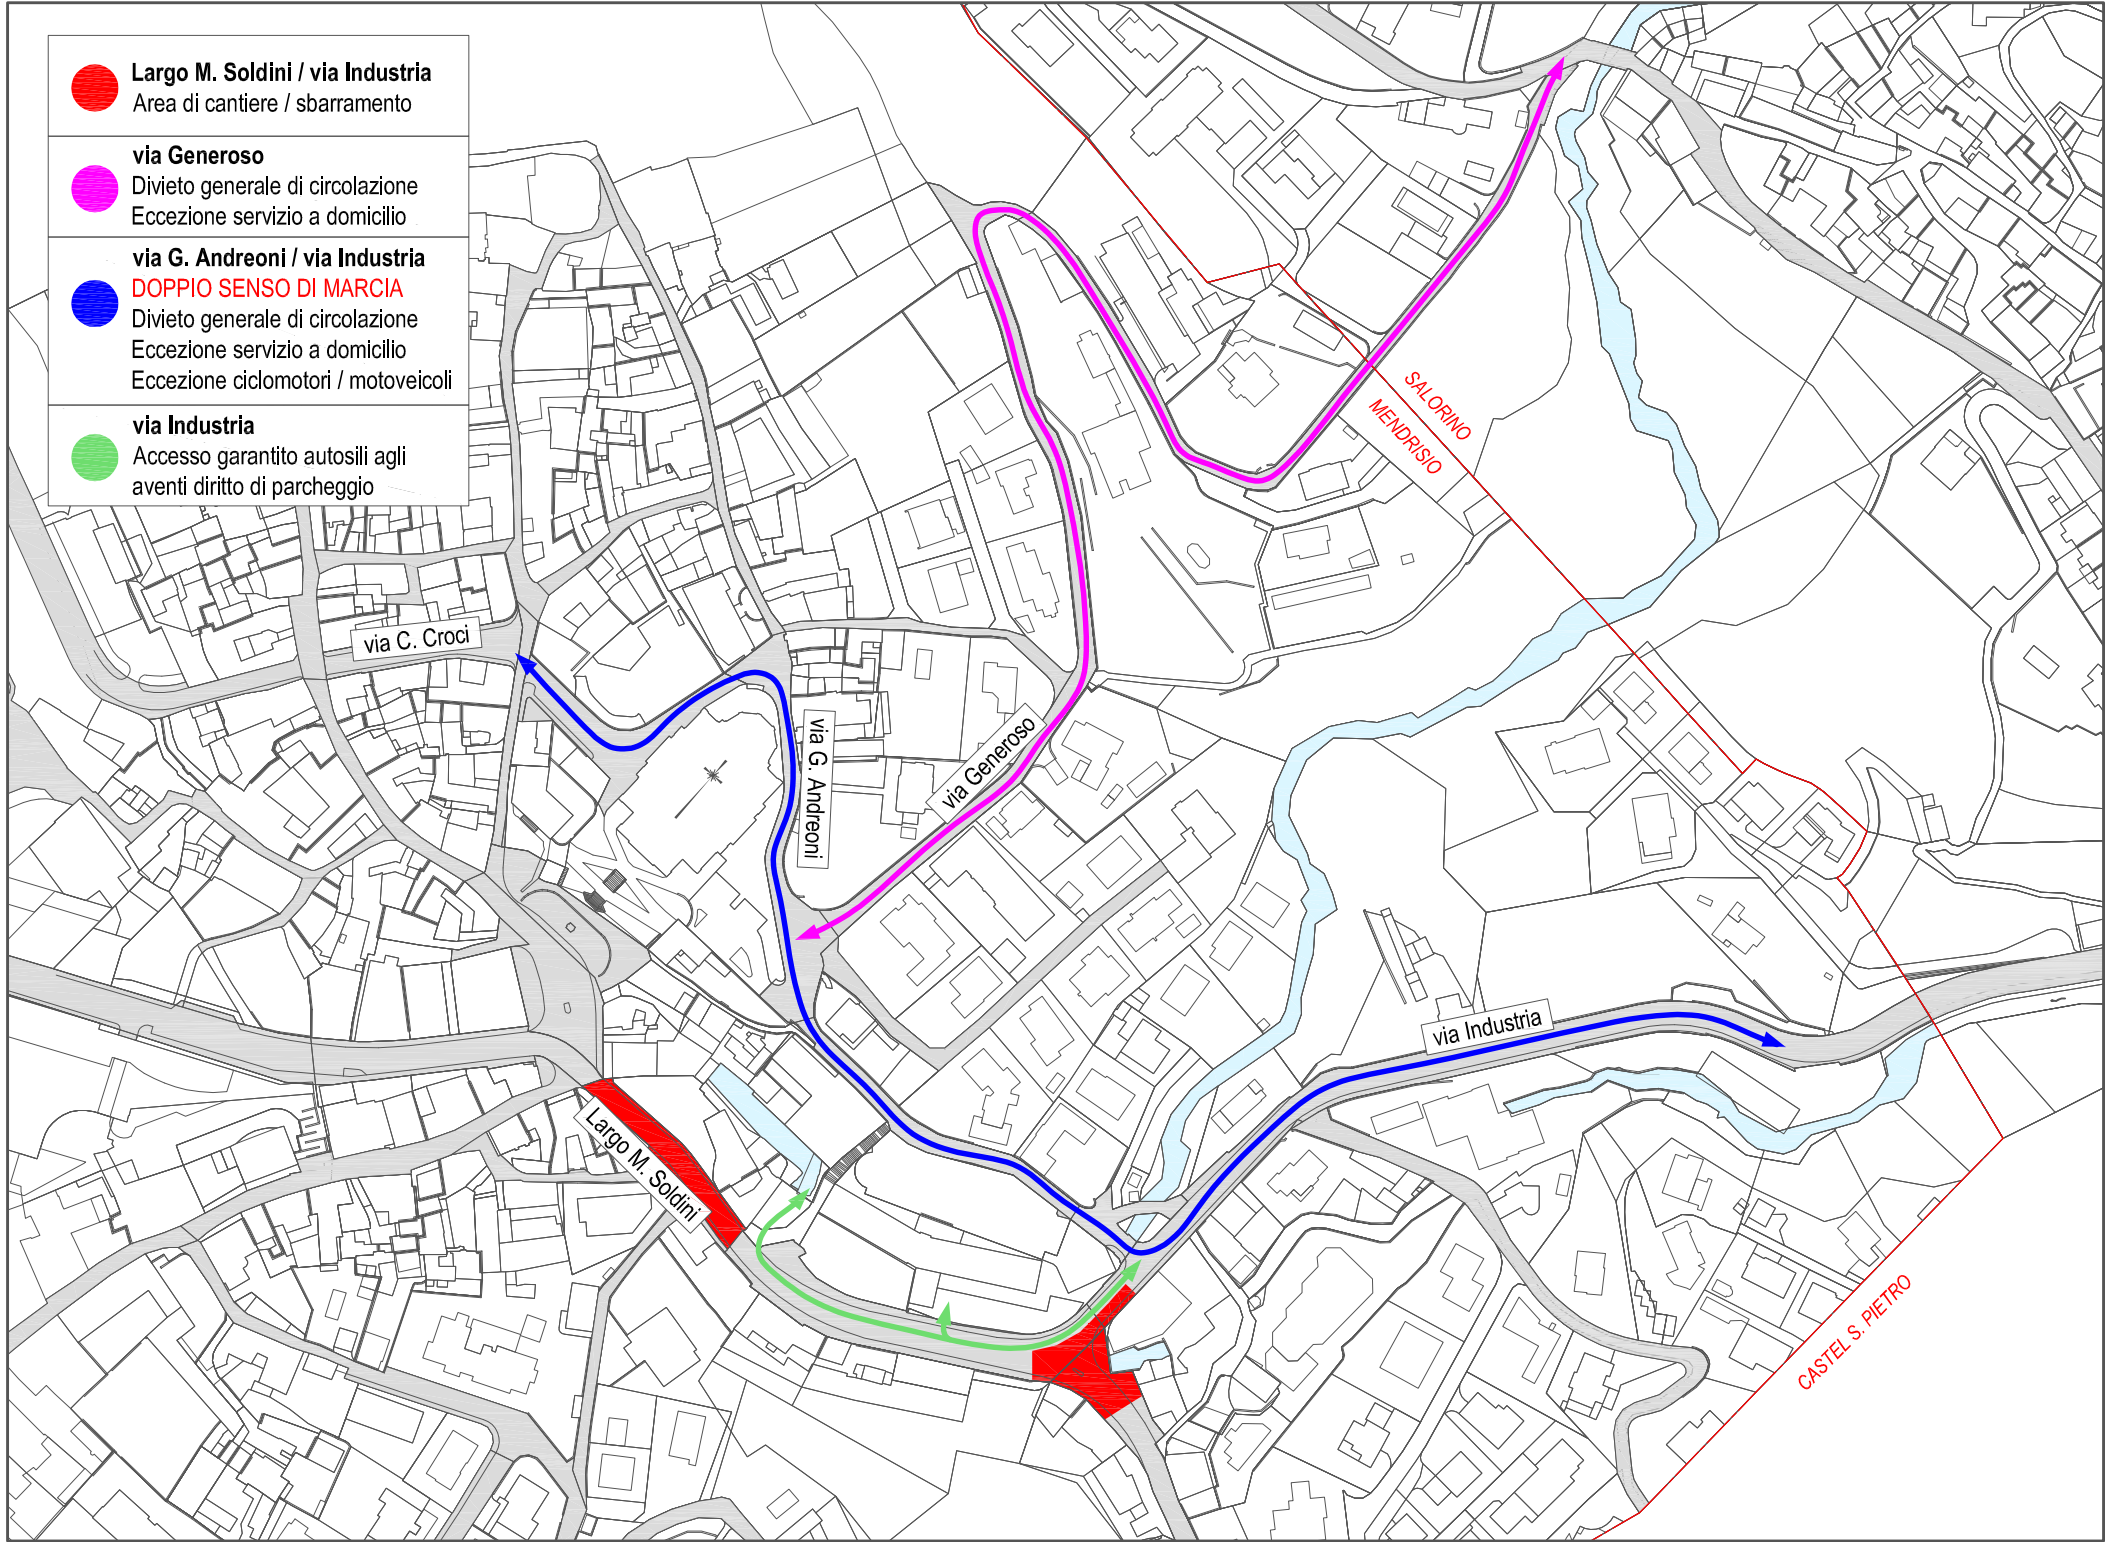 Largo M. Soldini / via Industria
Area di cantiere / sbarramento
via Generoso
Divieto generale di circolazione
Eccezione servizio a domicilio
via G. Andreoni / via Industria
DOPPIO SENSO DI MARCIA
Divieto generale di circolazione
Eccezione servizio a domicilio
Eccezione ciclomotori / motoveicoli
via Industria
Accesso garantito autosili agli
aventi diritto di parcheggio
SALORINO
MENDRISIO
via C. Croci
via G. Andreoni
via Generoso
via Industria
Largo M. Soldini
CASTEL S. PIETRO